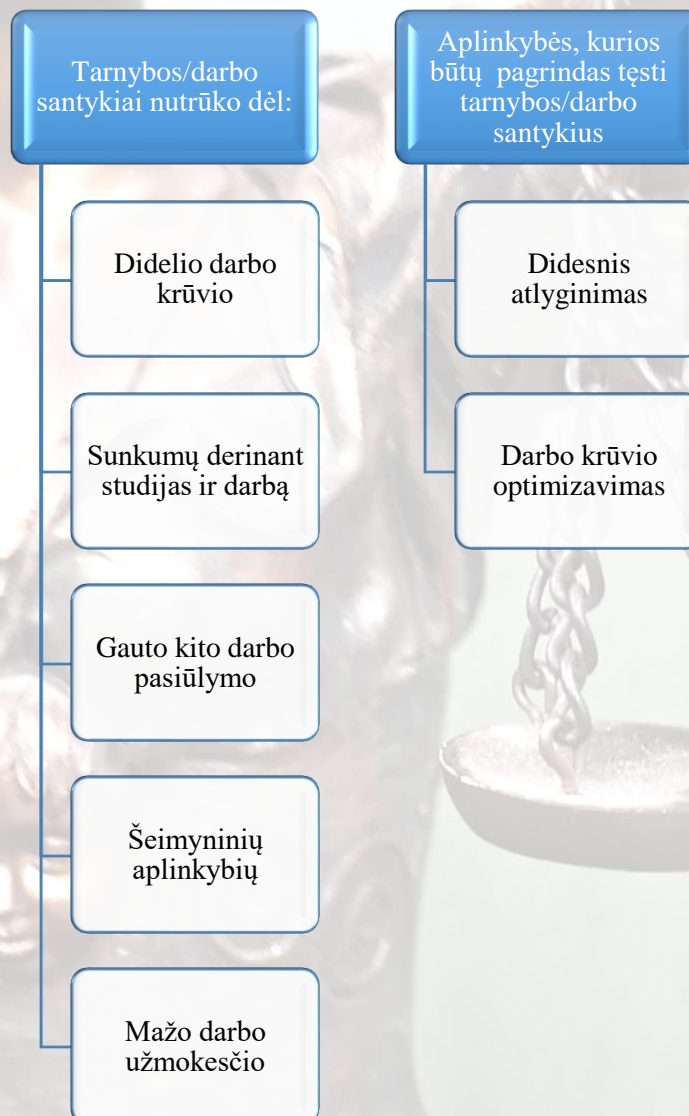 Tarnybos/darbo
santykiai nutrūko dėl:
Didelio darbo
krūvio
Sunkumų derinant
studijas ir darbą
Gauto kito darbo
pasiūlymo
Šeimyninių
aplinkybių
Mažo darbo
užmokesčio
Aplinkybės, kurios
būtų pagrindas tęsti
tarnybos/darbo
santykius
Didesnis
atlyginimas
Darbo krūvio
optimizavimas